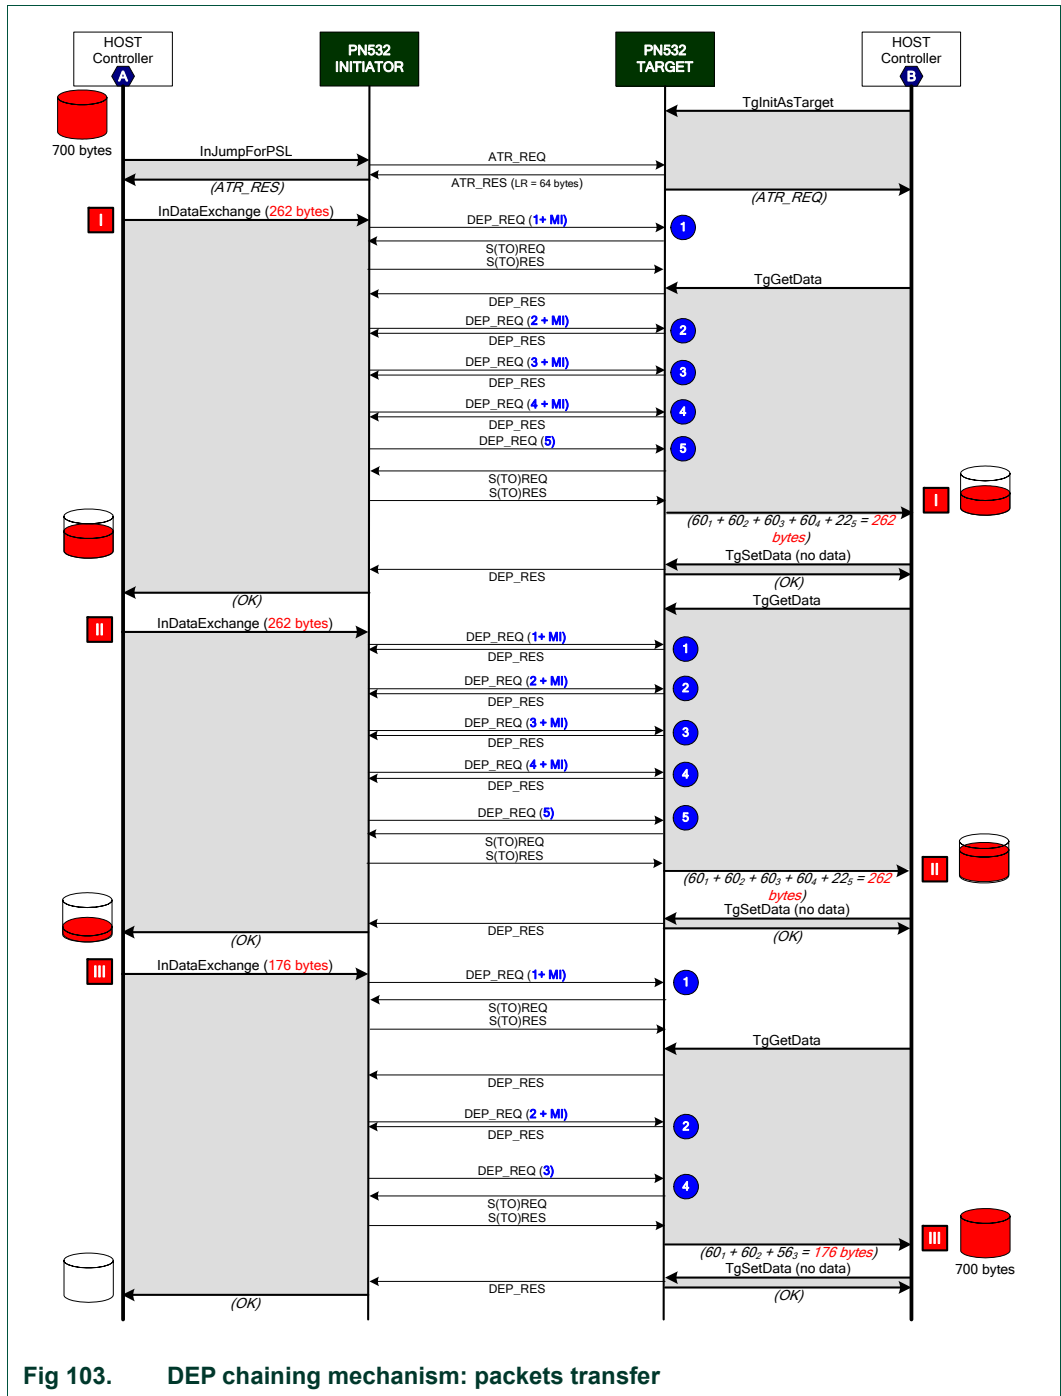 HOST
Controller
A
PN532
INITIATOR
PN532
TARGET
HOST
Controller
B
700 bytes
TgInitAsTarget
InJumpForPSL
ATR_REQ
(ATR_RES)
ATR_RES (LR = 64 bytes)
(ATR_REQ)
I
InDataExchange (262 bytes)
DEP_REQ (1+ MI)
1
S(TO)REQ
S(TO)RES
TgGetData
DEP_RES
DEP_REQ (2 + MI)
2
DEP_RES
DEP_REQ (3 + MI)
3
DEP_RES
DEP_REQ (4 + MI)
4
DEP_RES
DEP_REQ (5)
5
S(TO)REQ
S(TO)RES
I
(60₁ + 60₂ + 60₃ + 60₄ + 22₅ = 262
bytes)
TgSetData (no data)
DEP_RES
(OK)
(OK)
TgGetData
II
InDataExchange (262 bytes)
DEP_REQ (1+ MI)
1
DEP_RES
DEP_REQ (2 + MI)
2
DEP_RES
DEP_REQ (3 + MI)
3
DEP_RES
DEP_REQ (4 + MI)
4
DEP_RES
DEP_REQ (5)
5
S(TO)REQ
S(TO)RES
II
(60₁ + 60₂ + 60₃ + 60₄ + 22₅ = 262
bytes)
TgSetData (no data)
DEP_RES
(OK)
(OK)
III
InDataExchange (176 bytes)
DEP_REQ (1+ MI)
1
S(TO)REQ
S(TO)RES
TgGetData
DEP_RES
DEP_REQ (2 + MI)
2
DEP_RES
DEP_REQ (3)
4
S(TO)REQ
S(TO)RES
III
(60₁ + 60₂ + 56₃ = 176 bytes)
700 bytes
TgSetData (no data)
DEP_RES
(OK)
(OK)
Fig 103. DEP chaining mechanism: packets transfer